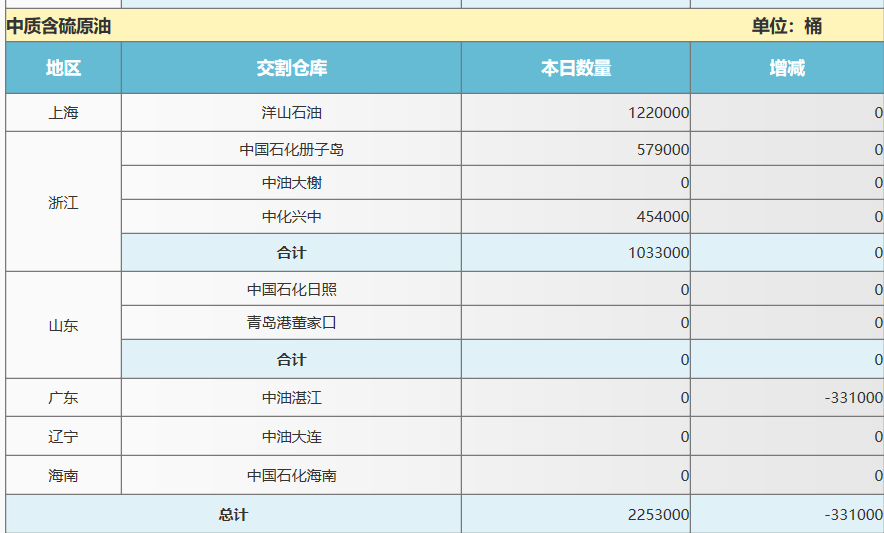 中质含硫原油 单位：桶
地区 交割仓库 本日数量 增减
上海 洋山石油 1220000 0
浙江 中国石化册子岛 579000 0
中油大榭 0 0
中化兴中 454000 0
合计 1033000 0
山东 中国石化日照 0 0
青岛港董家口 0 0
合计 0 0
广东 中油湛江 0 -331000
辽宁 中油大连 0 0
海南 中国石化海南 0 0
总计 2253000 -331000